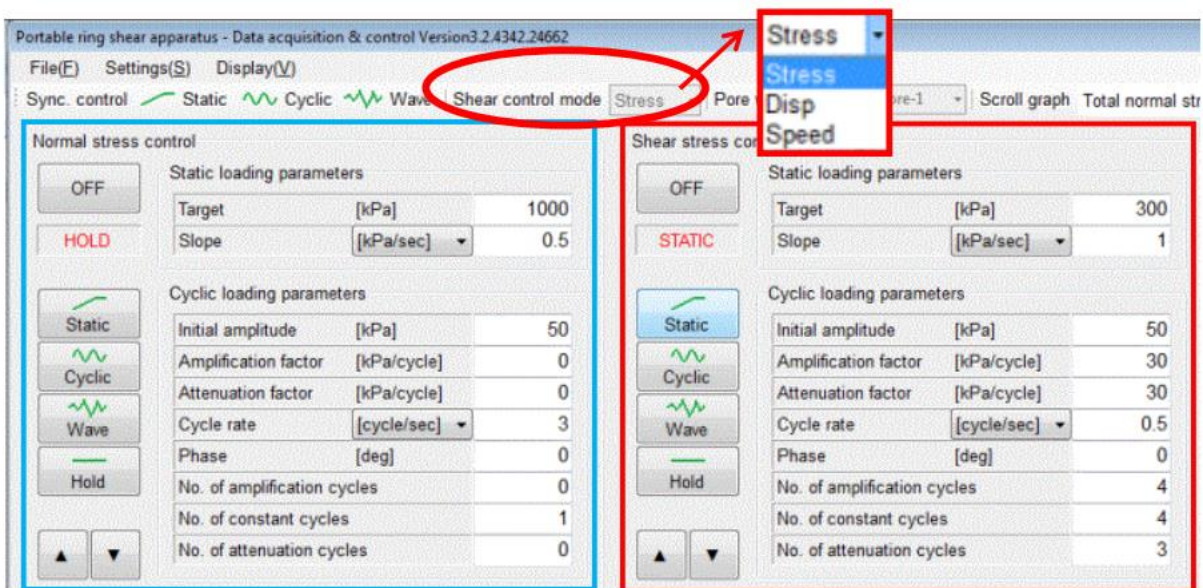 Portable ring shear apparatus - Data acquisition & control Version3.2.4342.24662
File(F) Settings(S) Display(V)
Sync. control Static Cyclic Wave Shear control mode Stress Pore re-1 Scroll graph Total normal str
Stress
Stress
Disp
Speed
Normal stress control
OFF
HOLD
Static loading parameters
Target [kPa] 1000
Slope [kPa/sec] 0.5
Static
Cyclic
Wave
Hold
Cyclic loading parameters
Initial amplitude [kPa] 50
Amplification factor [kPa/cycle] 0
Attenuation factor [kPa/cycle] 0
Cycle rate [cycle/sec] 3
Phase [deg] 0
No. of amplification cycles 0
No. of constant cycles 1
No. of attenuation cycles 0
Shear stress con
OFF
STATIC
Static loading parameters
Target [kPa] 300
Slope [kPa/sec] 1
Static
Cyclic
Wave
Hold
Cyclic loading parameters
Initial amplitude [kPa] 50
Amplification factor [kPa/cycle] 30
Attenuation factor [kPa/cycle] 30
Cycle rate [cycle/sec] 0.5
Phase [deg] 0
No. of amplification cycles 4
No. of constant cycles 4
No. of attenuation cycles 3